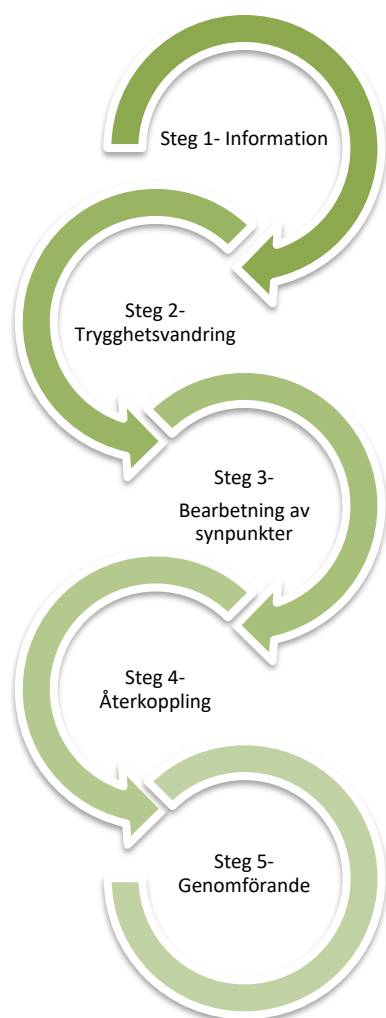 Steg 1- Information
Steg 2-
Trygghetsvandring
Steg 3-
Bearbetning av
synpunkter
Steg 4-
Återkoppling
Steg 5-
Genomförande